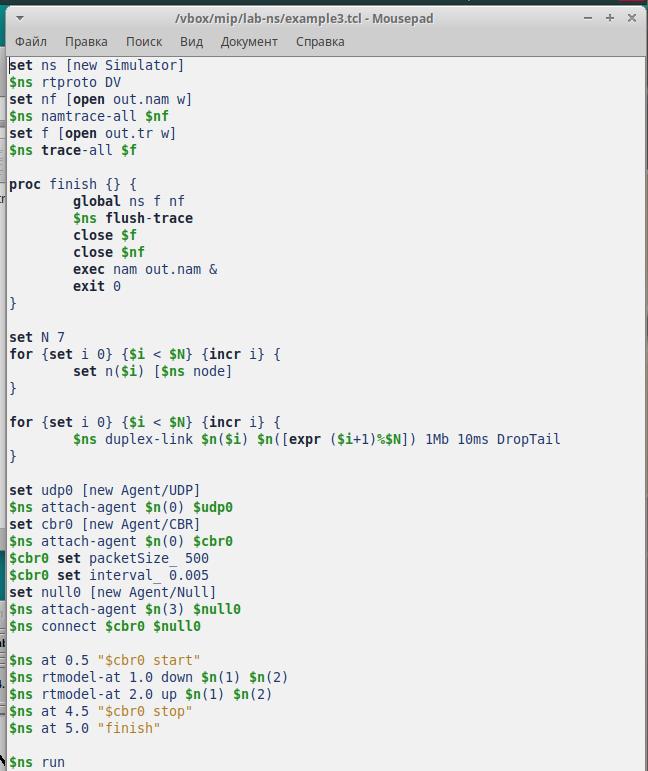 /vbox/mip/lab-ns/example3.tcl - Mousepad
Файл Правка Поиск Вид Документ Справка
set ns [new Simulator]
$ns rtproto DV
set nf [open out.nam w]
$ns namtrace-all $nf
set f [open out.tr w]
$ns trace-all $f
proc finish {} {
        global ns f nf
        $ns flush-trace
        close $f
        close $nf
        exec nam out.nam &
        exit 0
}
set N 7
for {set i 0} {$i < $N} {incr i} {
        set n($i) [$ns node]
}
for {set i 0} {$i < $N} {incr i} {
        $ns duplex-link $n($i) $n([expr ($i+1)%$N]) 1Mb 10ms DropTail
}
set udp0 [new Agent/UDP]
$ns attach-agent $n(0) $udp0
set cbr0 [new Agent/CBR]
$ns attach-agent $n(0) $cbr0
$cbr0 set packetSize_ 500
$cbr0 set interval_ 0.005
set null0 [new Agent/Null]
$ns attach-agent $n(3) $null0
$ns connect $cbr0 $null0
$ns at 0.5 "$cbr0 start"
$ns rtmodel-at 1.0 down $n(1) $n(2)
$ns rtmodel-at 2.0 up $n(1) $n(2)
$ns at 4.5 "$cbr0 stop"
$ns at 5.0 "finish"
$ns run